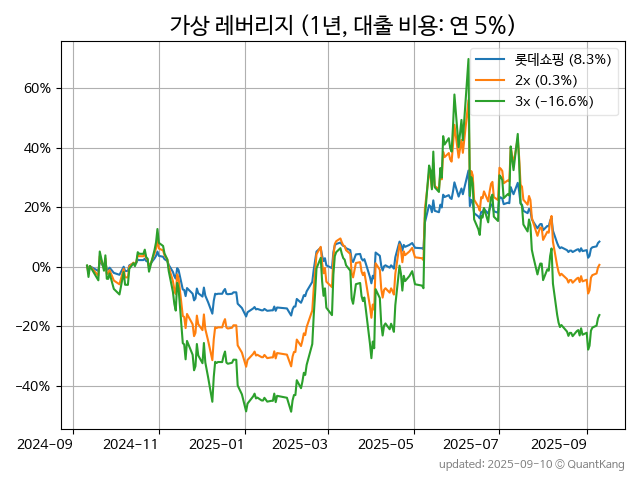 가상 레버리지 (1년, 대출 비용: 연 5%)
롯데쇼핑 (8.3%)
2x (0.3%)
3x (−16.6%)
60%
40%
20%
0%
−20%
−40%
2024-09 2024-11 2025-01 2025-03 2025-05 2025-07 2025-09
updated: 2025-09-10 © QuantKang